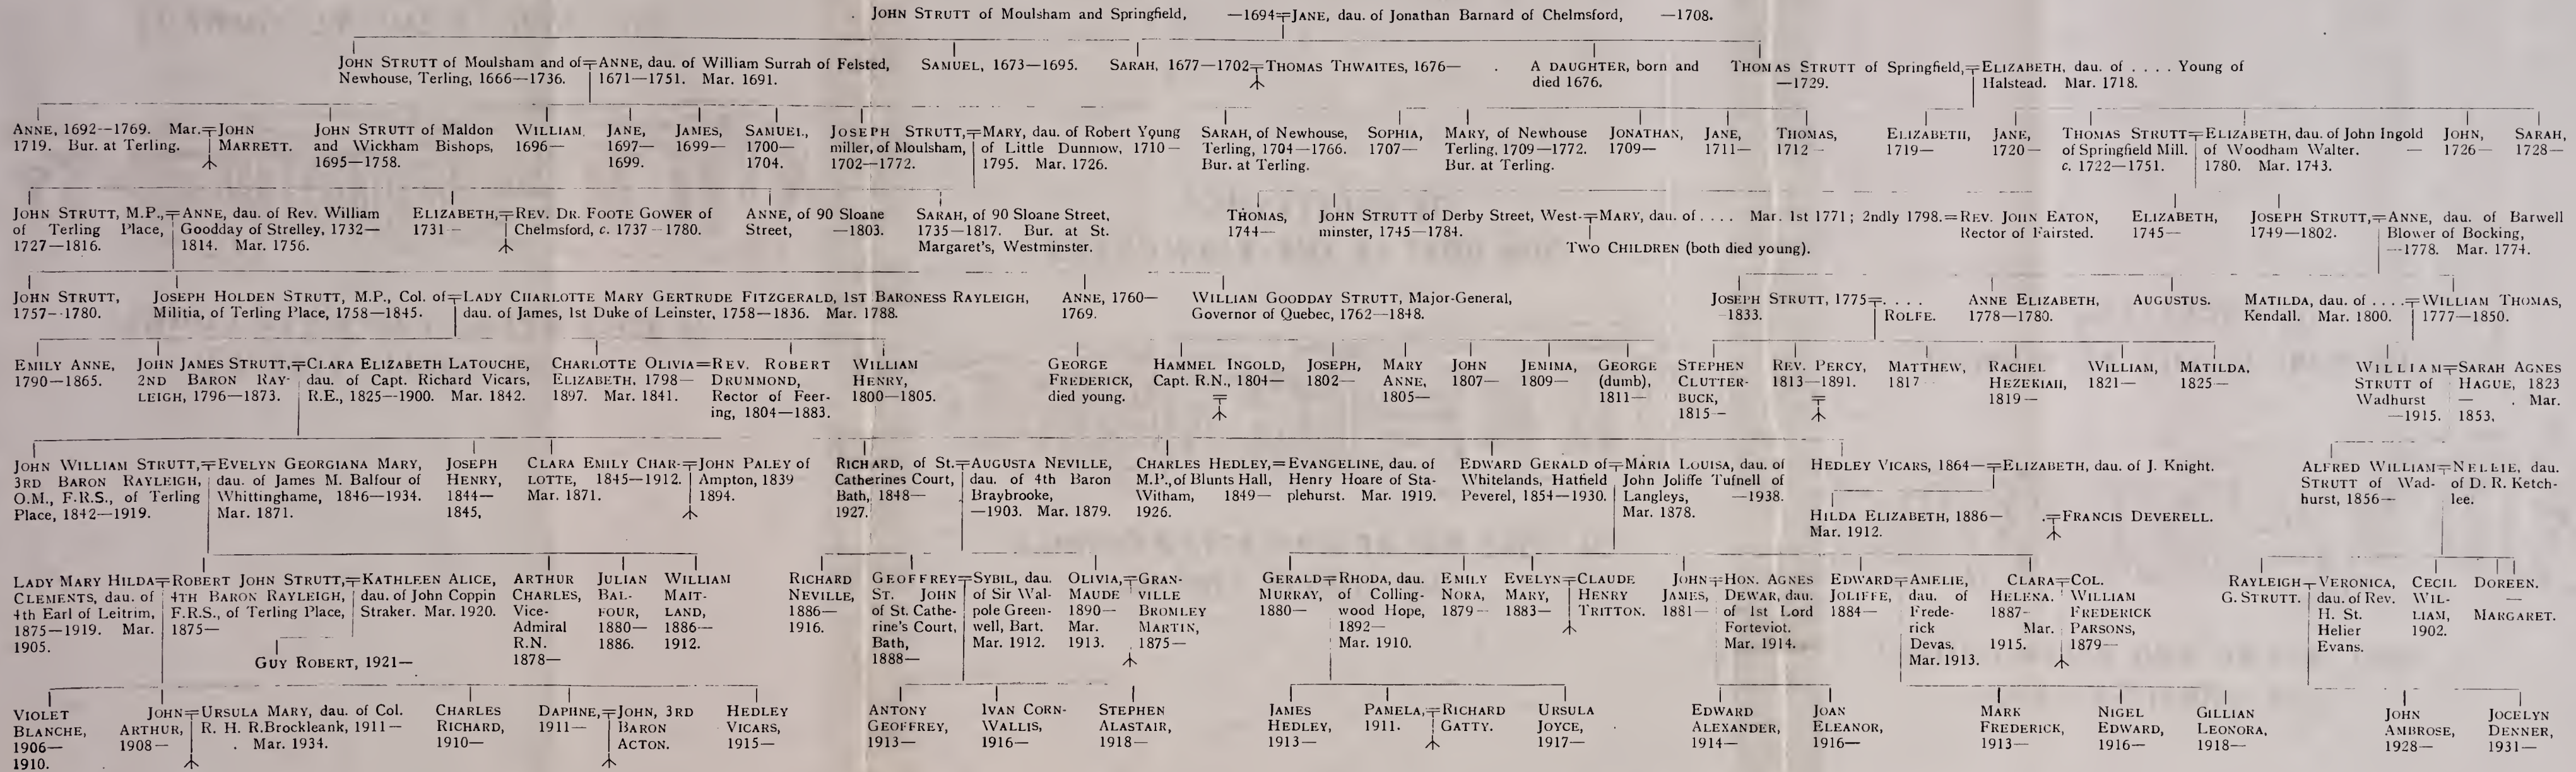 JOHN STRUTT of Moulsham and Springfield, —1694=JANE, dau. of Jonathan Barnard of Chelmsford, —1708.
JOHN STRUTT of Moulsham and of
Newhouse, Terling, 1666—1736.
=ANNE, dau. of William Surrah of Felsted,
1671—1751. Mar. 1691.
SAMUEL, 1673—1695.
SARAH, 1677—1702=THOMAS THWAITES, 1676— .
A DAUGHTER, born and
died 1676.
THOMAS STRUTT of Springfield,
—1729.
=ELIZABETH, dau. of . . . . Young of
Halstead. Mar. 1718.
ANNE, 1692--1769. Mar.
1719. Bur. at Terling.
=JOHN
MARRETT.
JOHN STRUTT of Maldon
and Wickham Bishops,
1695—1758.
WILLIAM,
1696—
JANE,
1697—
1699.
JAMES,
1699—
SAMUEL,
1700—
1704.
JOSEPH STRUTT,
miller, of Moulsham,
1702—1772.
=MARY, dau. of Robert Young
of Little Dunmow, 1710—
1795. Mar. 1726.
SARAH, of Newhouse,
Terling, 1704—1766.
Bur. at Terling.
SOPHIA,
1707—
MARY, of Newhouse
Terling, 1709—1772.
Bur. at Terling.
JONATHAN,
1709—
JANE,
1711—
THOMAS,
1712—
ELIZABETH,
1719—
JANE,
1720—
THOMAS STRUTT
of Springfield Mill.
c. 1722—1751.
=ELIZABETH, dau. of John Ingold
of Woodham Walter. —
1780. Mar. 1743.
JOHN,
1726—
SARAH,
1728—
JOHN STRUTT, M.P.,
of Terling Place,
1727—1816.
=ANNE, dau. of Rev. William
Goodday of Strelley, 1732—
1814. Mar. 1756.
ELIZABETH,
1731—
=REV. DR. FOOTE GOWER of
Chelmsford, c. 1737—1780.
ANNE, of 90 Sloane
Street, —1803.
SARAH, of 90 Sloane Street,
1735—1817. Bur. at St.
Margaret's, Westminster.
THOMAS,
1744—
JOHN STRUTT of Derby Street, West-
minster, 1745—1784.
=MARY, dau. of . . . . Mar. 1st 1771; 2ndly 1798.=REV. JOHN EATON,
Rector of Fairsted.
TWO CHILDREN (both died young).
ELIZABETH,
1745—
JOSEPH STRUTT,
1749—1802.
=ANNE, dau. of Barwell
Blower of Bocking,
—1778. Mar. 1774.
JOHN STRUTT,
1757--1780.
JOSEPH HOLDEN STRUTT, M.P., Col. of
Militia, of Terling Place, 1758—1845.
=LADY CHARLOTTE MARY GERTRUDE FITZGERALD, 1ST BARONESS RAYLEIGH,
dau. of James, 1st Duke of Leinster, 1758—1836. Mar. 1788.
ANNE, 1760—
1769.
WILLIAM GOODDAY STRUTT, Major-General,
Governor of Quebec, 1762—1848.
JOSEPH STRUTT, 1775
—1833.
=. . . .
ROLFE.
ANNE ELIZABETH,
1778—1780.
AUGUSTUS.
MATILDA, dau. of . . . .
Kendall. Mar. 1800.
=WILLIAM THOMAS,
1777—1850.
EMILY ANNE,
1790—1865.
JOHN JAMES STRUTT,
2ND BARON RAY-
LEIGH, 1796—1873.
=CLARA ELIZABETH LATOUCHE,
dau. of Capt. Richard Vicars,
R.E., 1825—1900. Mar. 1842.
CHARLOTTE OLIVIA
ELIZABETH, 1798—
1897. Mar. 1841.
=REV. ROBERT
DRUMMOND,
Rector of Feer-
ing, 1804—1883.
WILLIAM
HENRY,
1800—1805.
GEORGE
FREDERICK,
died young.
HAMMEL INGOLD,
Capt. R.N., 1804—
JOSEPH,
1802—
MARY
ANNE,
1805—
JOHN
1807—
JEMIMA,
1809—
GEORGE
(dumb),
1811—
STEPHEN
CLUTTER-
BUCK,
1815—
REV. PERCY,
1813—1891.
MATTHEW,
1817
RACHEL
HEZEKIAH,
1819—
WILLIAM,
1821—
MATILDA,
1825—
WILLIAM
STRUTT of
Wadhurst
—1915.
=SARAH AGNES
HAGUE, 1823
— . Mar.
1853.
JOHN WILLIAM STRUTT,
3RD BARON RAYLEIGH,
O.M., F.R.S., of Terling
Place, 1842—1919.
=EVELYN GEORGIANA MARY,
dau. of James M. Balfour of
Whittinghame, 1846—1934.
Mar. 1871.
JOSEPH
HENRY,
1844—
1845,
CLARA EMILY CHAR-
LOTTE, 1845—1912.
Mar. 1871.
=JOHN PALEY of
Ampton, 1839
1894.
RICHARD, of St.
Catherines Court,
Bath, 1848—
1927.
=AUGUSTA NEVILLE,
dau. of 4th Baron
Braybrooke,
—1903. Mar. 1879.
CHARLES HEDLEY,
M.P., of Blunts Hall,
Witham, 1849—
1926.
=EVANGELINE, dau. of
Henry Hoare of Sta-
plehurst. Mar. 1919.
EDWARD GERALD of
Whitelands, Hatfield
Peverel, 1854—1930.
=MARIA LOUISA, dau. of
John Joliffe Tufnell of
Langleys, —1938.
Mar. 1878.
HEDLEY VICARS, 1864—=ELIZABETH, dau. of J. Knight.
HILDA ELIZABETH, 1886—
Mar. 1912.
.=FRANCIS DEVERELL.
ALFRED WILLIAM
STRUTT of Wad-
hurst, 1856—
=NELLIE, dau.
of D. R. Ketch-
lee.
LADY MARY HILDA
CLEMENTS, dau. of
4th Earl of Leitrim,
1875—1919. Mar.
1905.
=ROBERT JOHN STRUTT,
4TH BARON RAYLEIGH,
F.R.S., of Terling Place,
1875—
=KATHLEEN ALICE,
dau. of John Coppin
Straker. Mar. 1920.
GUY ROBERT, 1921—
ARTHUR
CHARLES,
Vice-
Admiral
R.N.
1878—
JULIAN
BAL-
FOUR,
1880—
1886.
WILLIAM
MAIT-
LAND,
1886—
1912.
RICHARD
NEVILLE,
1886—
1916.
GEOFFREY
ST. JOHN
of St. Cathe-
rine's Court,
Bath,
1888—
=SYBIL, dau.
of Sir Wal-
pole Green-
well, Bart.
Mar. 1912.
OLIVIA,
MAUDE
1890—
Mar.
1913.
=GRAN-
VILLE
BROMLEY
MARTIN,
1875—
GERALD
MURRAY,
1880—
=RHODA, dau.
of Colling-
wood Hope,
1892—
Mar. 1910.
EMILY
NORA,
1879--
EVELYN
MARY,
1883—
=CLAUDE
HENRY
TRITTON.
JOHN
JAMES,
1881—
=HON. AGNES
DEWAR, dau.
of 1st Lord
Forteviot.
Mar. 1914.
EDWARD
JOLIFFE,
1884—
=AMELIE,
dau. of
Frede-
rick
Devas.
Mar. 1913.
CLARA
HELENA.
1887-
Mar.
1915.
=COL.
WILLIAM
FREDERICK
PARSONS,
1879—
RAYLEIGH
G. STRUTT.
=VERONICA,
dau. of Rev.
H. St.
Helier
Evans.
CECIL
WIL-
LIAM,
1902.
DOREEN.
—
MARGARET.
VIOLET
BLANCHE,
1906—
1910.
JOHN
ARTHUR,
1908—
=URSULA MARY, dau. of Col.
R. H. R. Brockleank, 1911—
. Mar. 1934.
CHARLES
RICHARD,
1910—
DAPHNE,
1911—
=JOHN, 3RD
BARON
ACTON.
HEDLEY
VICARS,
1915—
ANTONY
GEOFFREY,
1913—
IVAN CORN-
WALLIS,
1916—
STEPHEN
ALASTAIR,
1918—
JAMES
HEDLEY,
1913—
PAMELA,
1911.
=RICHARD
GATTY.
URSULA
JOYCE,
1917—
EDWARD
ALEXANDER,
1914—
JOAN
ELEANOR,
1916—
MARK
FREDERICK,
1913—
NIGEL
EDWARD,
1916—
GILLIAN
LEONORA,
1918—
JOHN
AMBROSE,
1928—
JOCELYN
DENNER,
1931—